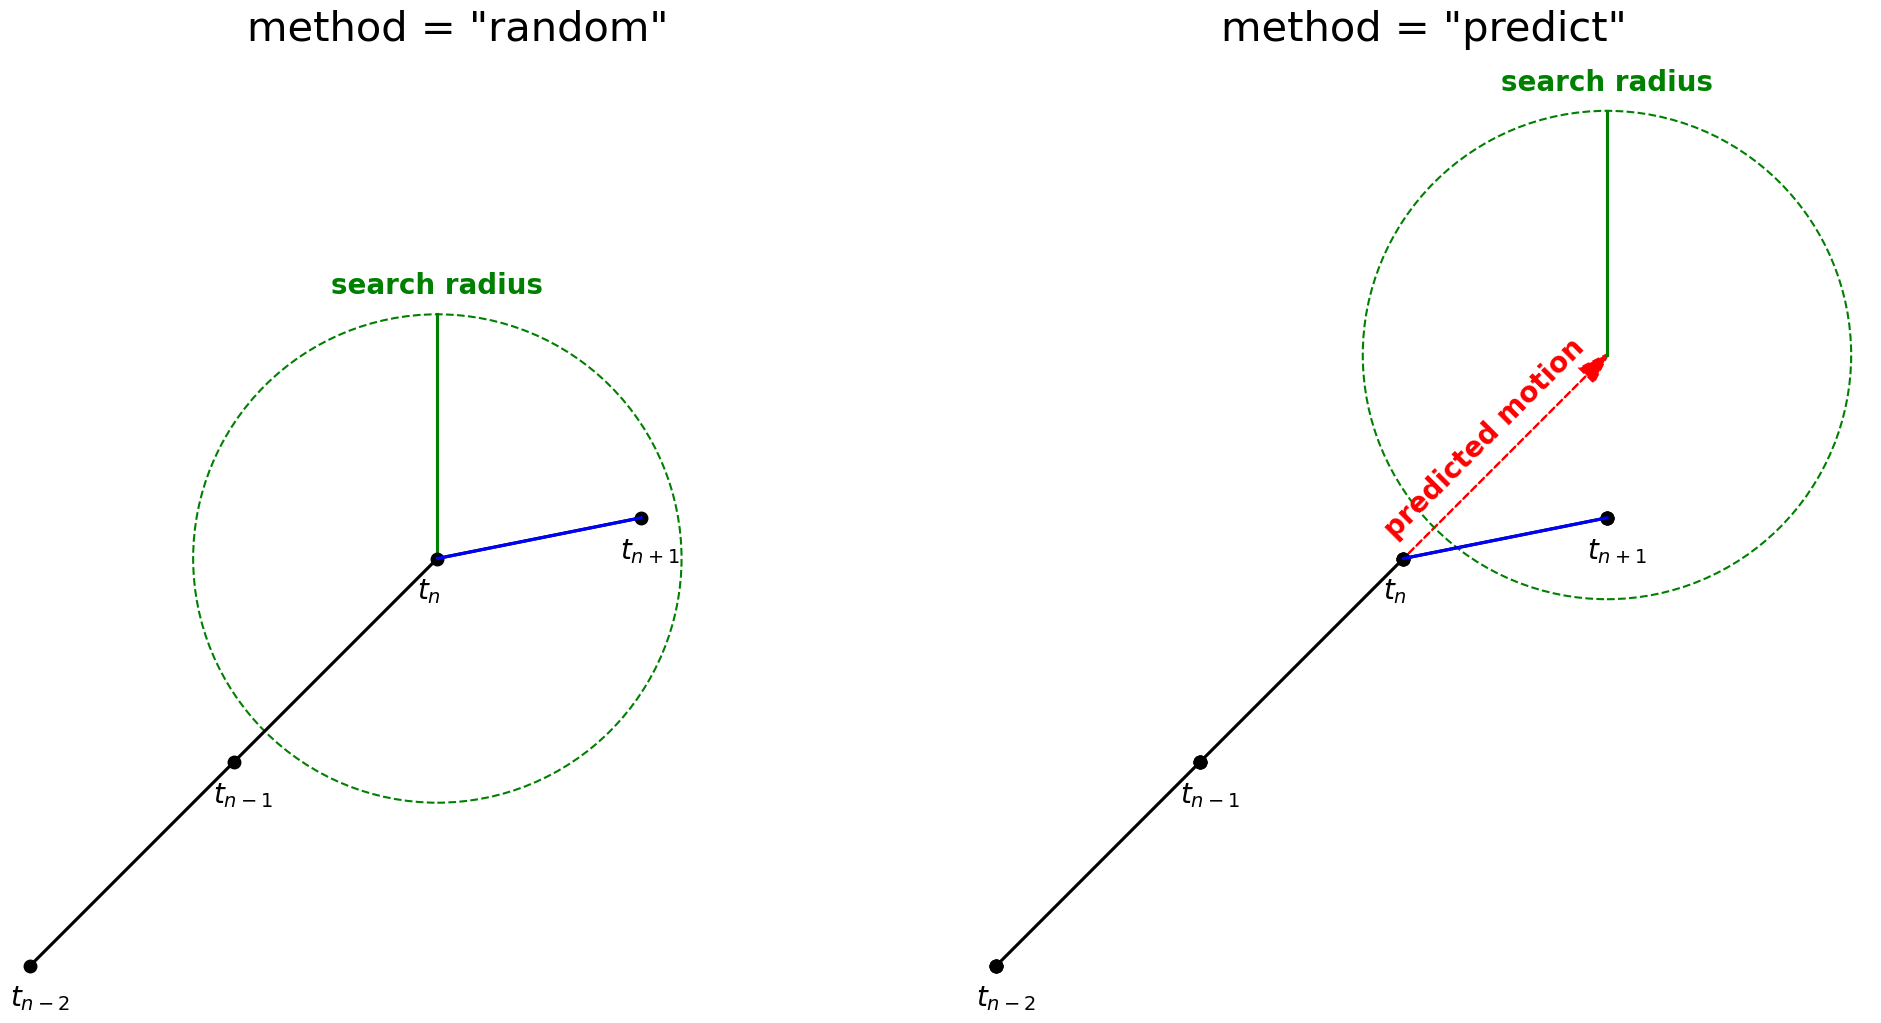 method = "random"
search radius
t_{n+1}
t_n
t_{n-1}
t_{n-2}
method = "predict"
search radius
predicted motion
t_{n+1}
t_n
t_{n-1}
t_{n-2}